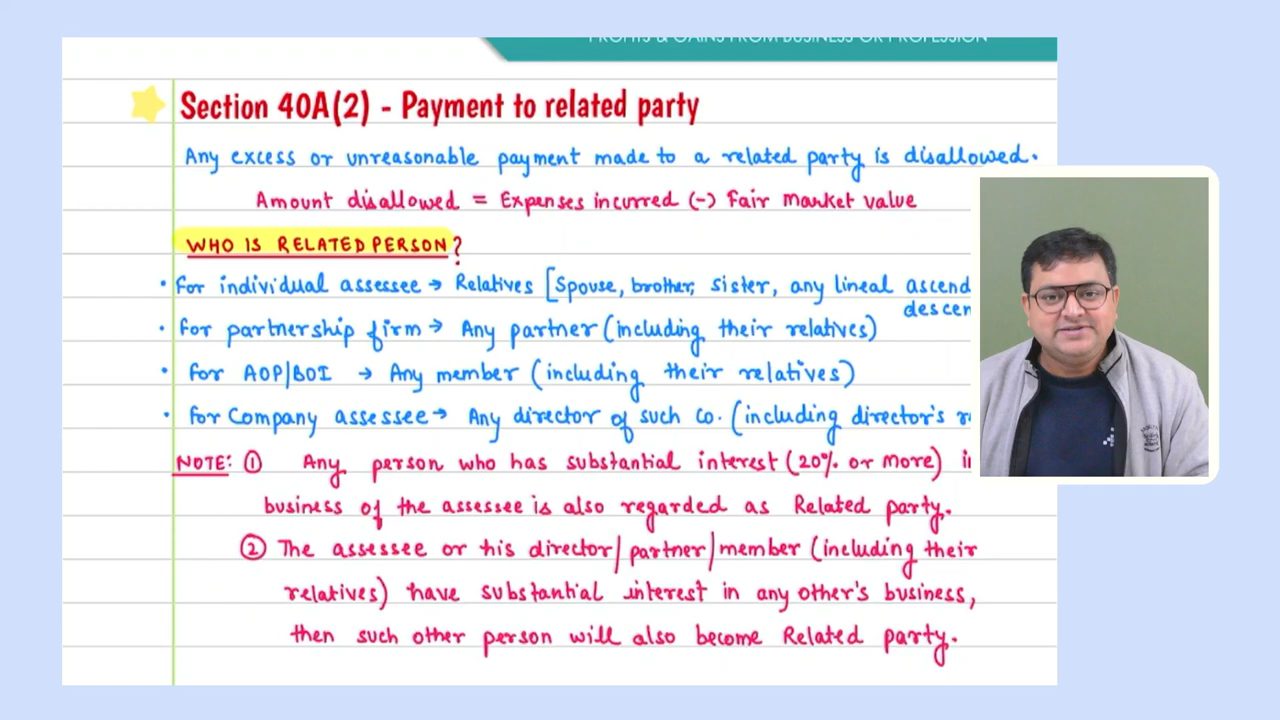 PROFITS & GAINS FROM BUSINESS OR PROFESSION
Section 40A(2) - Payment to related party
Any excess or unreasonable payment made to a related party is disallowed.
Amount disallowed = Expenses incurred (-) Fair market value
WHO IS RELATED PERSON?
• For individual assessee → Relatives [Spouse, brother, sister, any lineal ascend
descen
• For partnership firm → Any partner (including their relatives)
• For AOP/BOI → Any member (including their relatives)
• For Company assessee → Any director of such Co. (including director's r
NOTE: ① Any person who has substantial interest (20% or more) i
business of the assessee is also regarded as Related party.
② The assessee or his director/partner/member (including their
relatives) have substantial interest in any other's business,
then such other person will also become Related party.